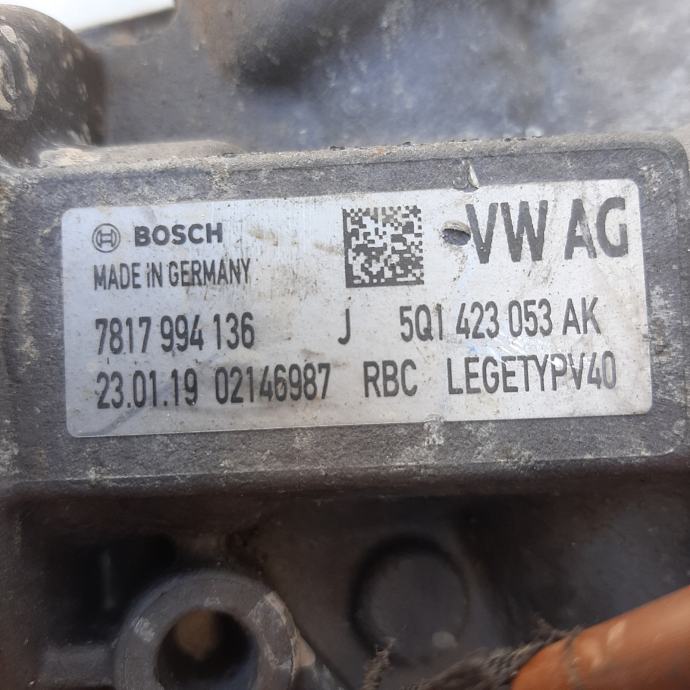 BOSCH
VW AG
MADE IN GERMANY
7817 994 136 J 5Q1 423 053 AK
23.01.19 02146987 RBC LEGETYPV40